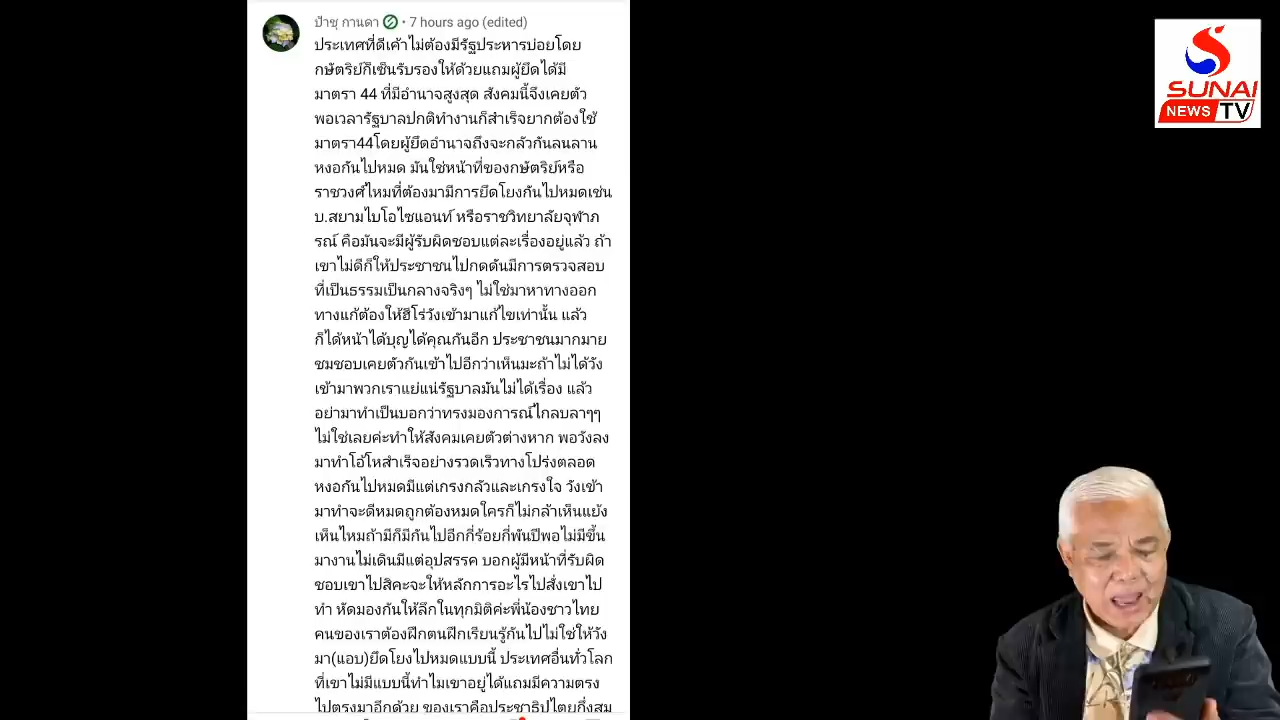 ป้าซุ กานดา • 7 hours ago (edited)
ประเทศที่ดีเค้าไม่ต้องมีรัฐประหารบ่อยโดย
กษัตริย์ก็เซ็นรับรองให้ด้วยแถมผู้ยึดได้มี
มาตรา 44 ที่มีอำนาจสูงสุด สังคมนี้จึงเคยตัว
พอเวลารัฐบาลปกติทำงานก็สำเร็จยากต้องใช้
มาตรา44โดยผู้ยึดอำนาจถึงจะกลัวกันลนลาน
หงอกันไปหมด มันใช่หน้าที่ของกษัตริย์หรือ
ราชวงศ์ไหมที่ต้องมามีการยึดโยงกันไปหมดเช่น
บ.สยามไบโอไซแอนท์ หรือราชวิทยาลัยจุฬาภ
รณ์ คือมันจะมีผู้รับผิดชอบแต่ละเรื่องอยู่แล้ว ถ้า
เขาไม่ดีก็ให้ประชาชนไปกดดันมีการตรวจสอบ
ที่เป็นธรรมเป็นกลางจริงๆ ไม่ใช่มาหาทางออก
ทางแก้ต้องให้ฮีโร่วังเข้ามาแก้ไขเท่านั้น แล้ว
ก็ได้หน้าได้บุญได้คุณกันอีก ประชาชนมากมาย
ชมชอบเคยตัวกันเข้าไปอีกว่าเห็นมะถ้าไม่ได้วัง
เข้ามาพวกเราแย่แน่รัฐบาลมันไม่ได้เรื่อง แล้ว
อย่ามาทำเป็นบอกว่าทรงมองการณ์ไกลบลาๆๆ
ไม่ใช่เลยค่ะทำให้สังคมเคยตัวต่างหาก พอวังลง
มาทำโอ้โหสำเร็จอย่างรวดเร็วทางโปร่งตลอด
หงอกันไปหมดมีแต่เกรงกลัวและเกรงใจ วังเข้า
มาทำจะดีหมดถูกต้องหมดใครก็ไม่กล้าเห็นแย้ง
เห็นไหมถ้ามีก็มีกันไปอีกกี่ร้อยกี่พันปีพอไม่มีขึ้น
มางานไม่เดินมีแต่อุปสรรค บอกผู้มีหน้าที่รับผิด
ชอบเขาไปสิคะจะให้หลักการอะไรไปสั่งเขาไป
ทำ หัดมองกันให้ลึกในทุกมิติค่ะพี่น้องชาวไทย
คนของเราต้องฝึกตนฝึกเรียนรู้กันไปไม่ใช่ให้วัง
มา(แอบ)ยึดโยงไปหมดแบบนี้ ประเทศอื่นทั่วโลก
ที่เขาไม่มีแบบนี้ทำไมเขาอยู่ได้แถมมีความตรง
ไปตรงมาอีกด้วย ของเราคือประชาธิปไตยกึ่งสม
SUNAI
NEWS TV